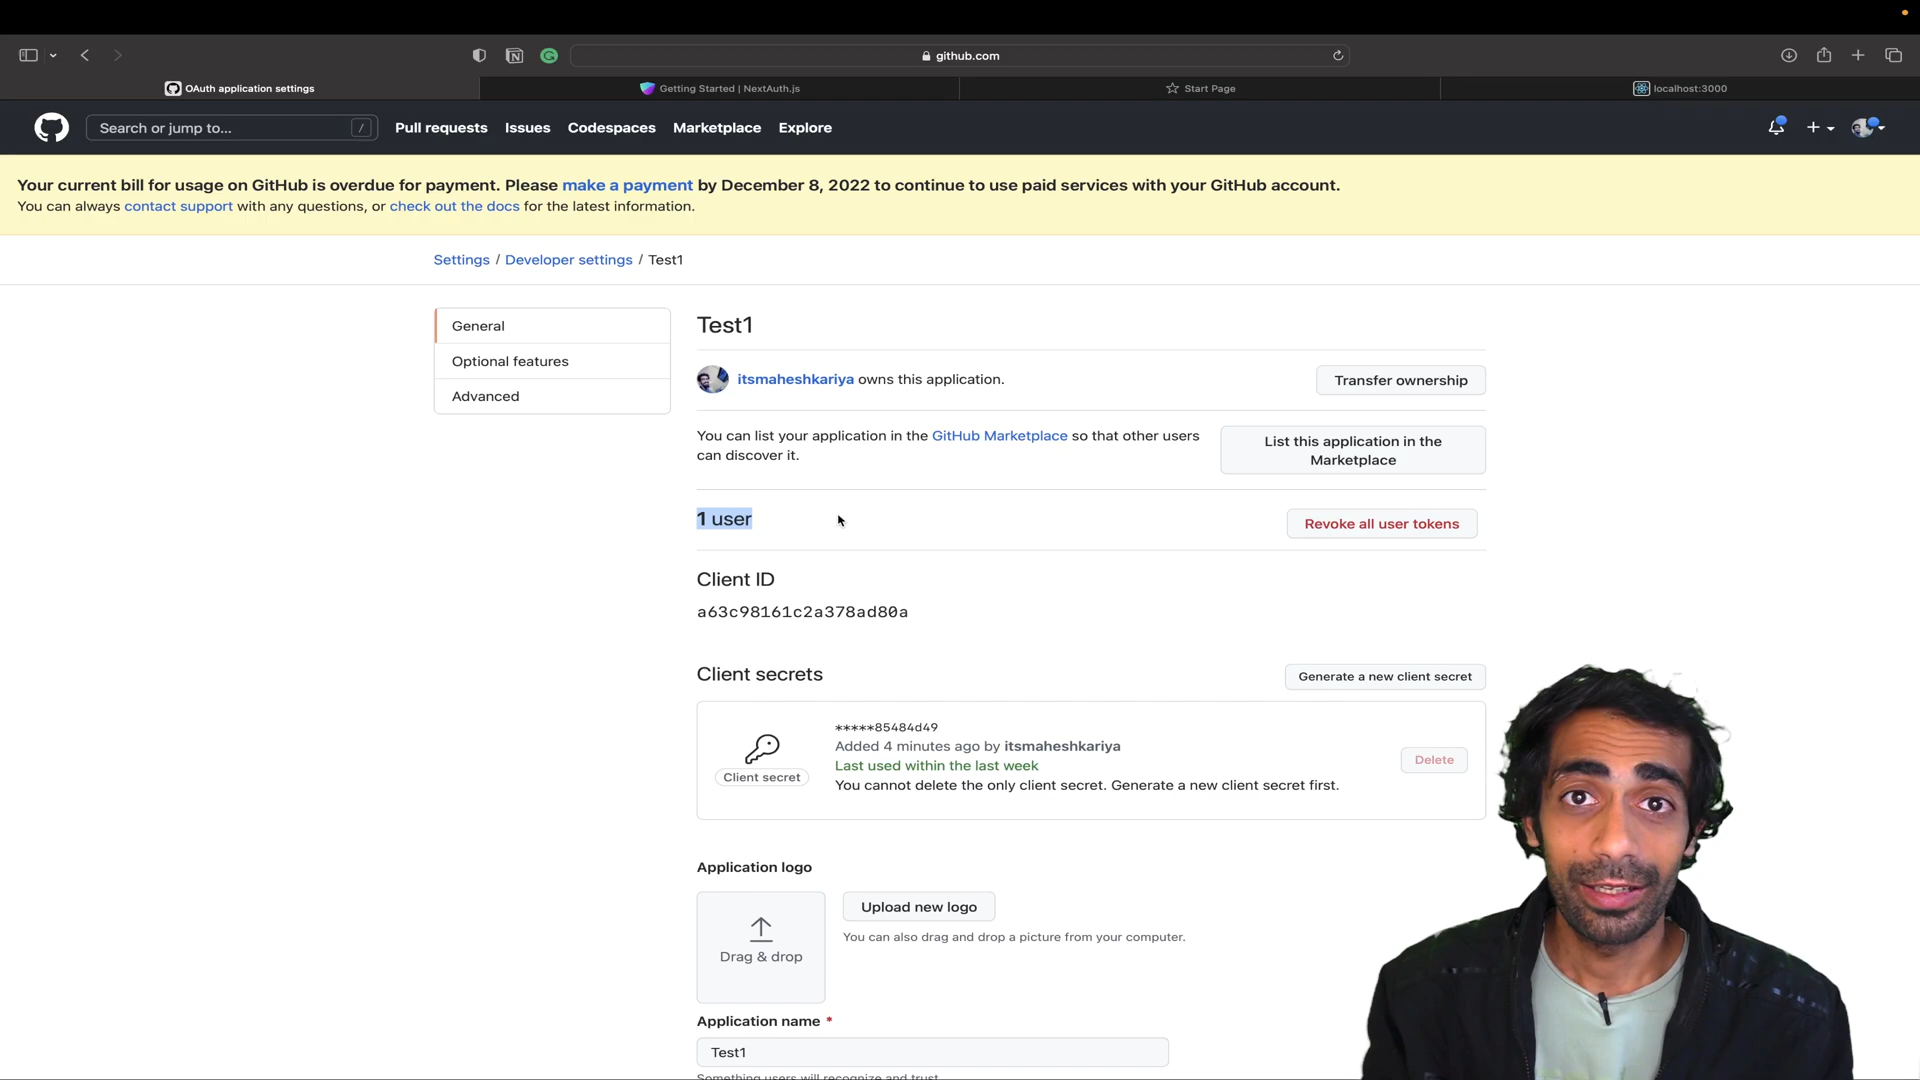 github.com
OAuth application settings
Getting Started | NextAuth.js
Start Page
localhost:3000
Search or jump to...
/
Pull requests
Issues
Codespaces
Marketplace
Explore
Your current bill for usage on GitHub is overdue for payment. Please make a payment by December 8, 2022 to continue to use paid services with your GitHub account.
You can always contact support with any questions, or check out the docs for the latest information.
Settings / Developer settings / Test1
General
Optional features
Advanced
Test1
itsmaheshkariya owns this application.
Transfer ownership
You can list your application in the GitHub Marketplace so that other users
can discover it.
List this application in the
Marketplace
1 user
Revoke all user tokens
Client ID
a63c98161c2a378ad80a
Client secrets
Generate a new client secret
*****85484d49
Added 4 minutes ago by itsmaheshkariya
Last used within the last week
You cannot delete the only client secret. Generate a new client secret first.
Client secret
Delete
Application logo
Drag & drop
Upload new logo
You can also drag and drop a picture from your computer.
Application name *
Test1
Something users will recognize and trust.